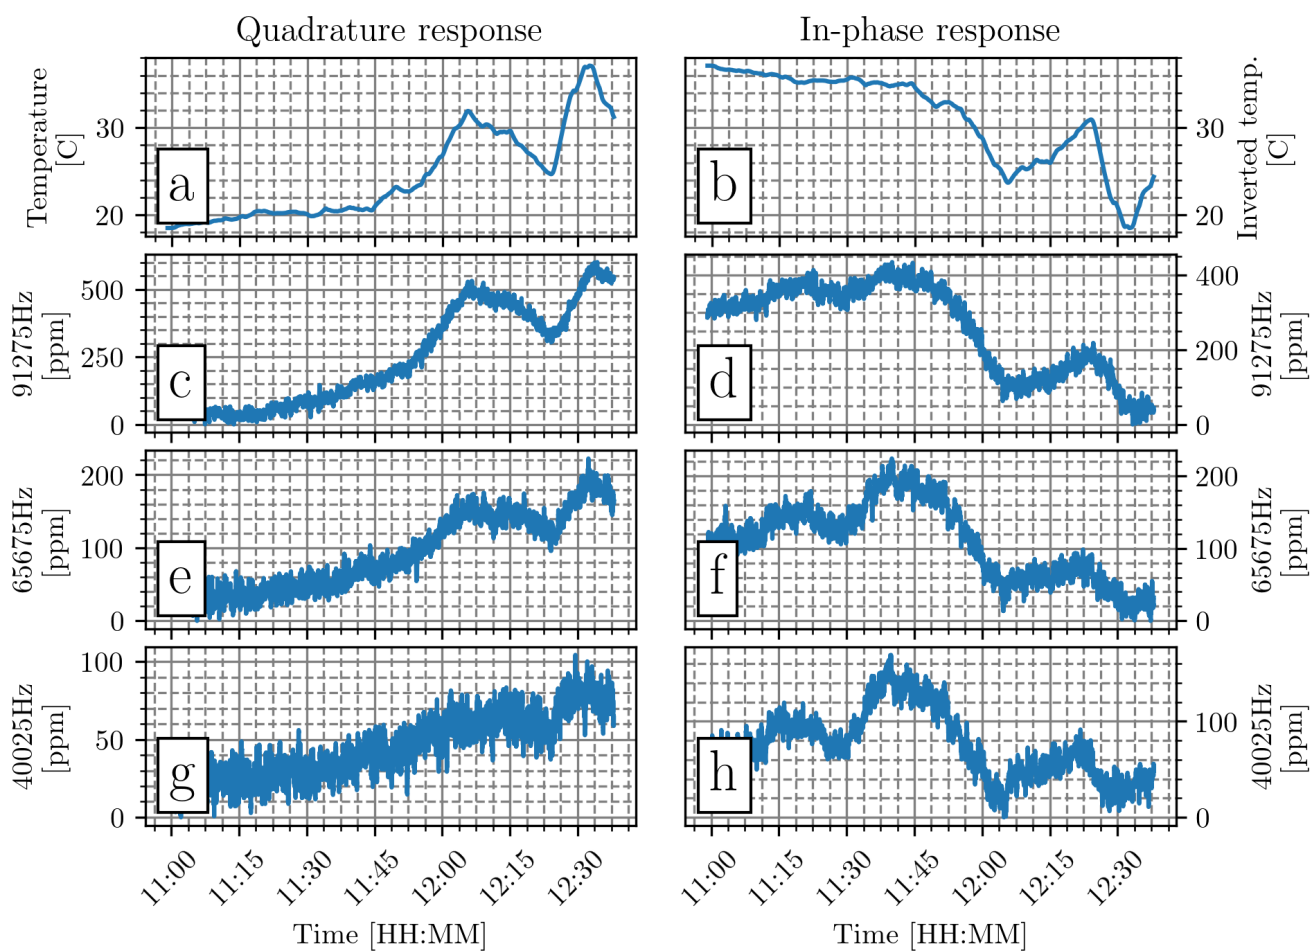 Quadrature response
In-phase response
Temperature
[C]
30
20
a
b
30
20
Inverted temp.
[C]
91275Hz
[ppm]
500
250
0
c
d
400
200
0
91275Hz
[ppm]
65675Hz
[ppm]
200
100
0
e
f
200
100
0
65675Hz
[ppm]
40025Hz
[ppm]
100
50
0
g
h
100
0
40025Hz
[ppm]
11:00
11:15
11:30
11:45
12:00
12:15
12:30
11:00
11:15
11:30
11:45
12:00
12:15
12:30
Time [HH:MM]
Time [HH:MM]